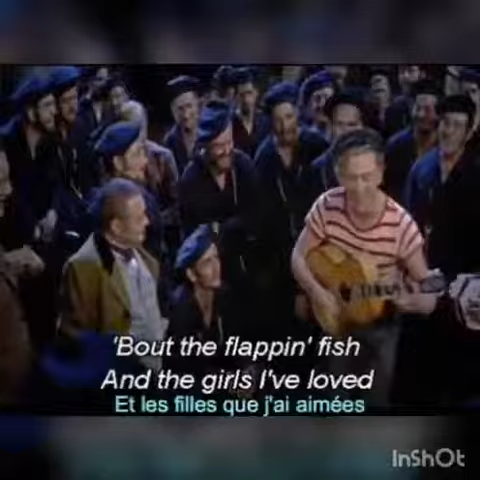 'Bout the flappin' fish
And the girls I've loved
Et les filles que j'ai aimées
InShOt